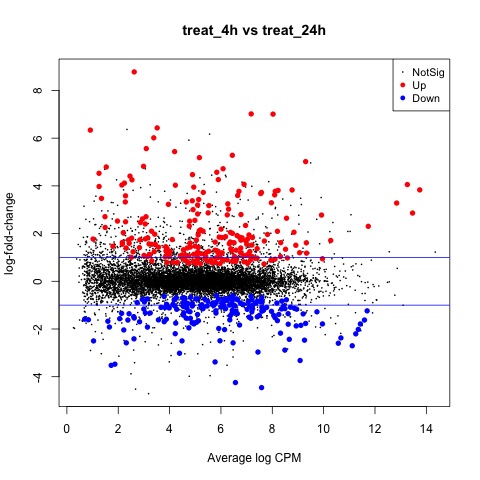 treat_4h vs treat_24h
NotSig
Up
Down
log-fold-change
8
6
4
2
0
-2
-4
0 2 4 6 8 10 12 14
Average log CPM